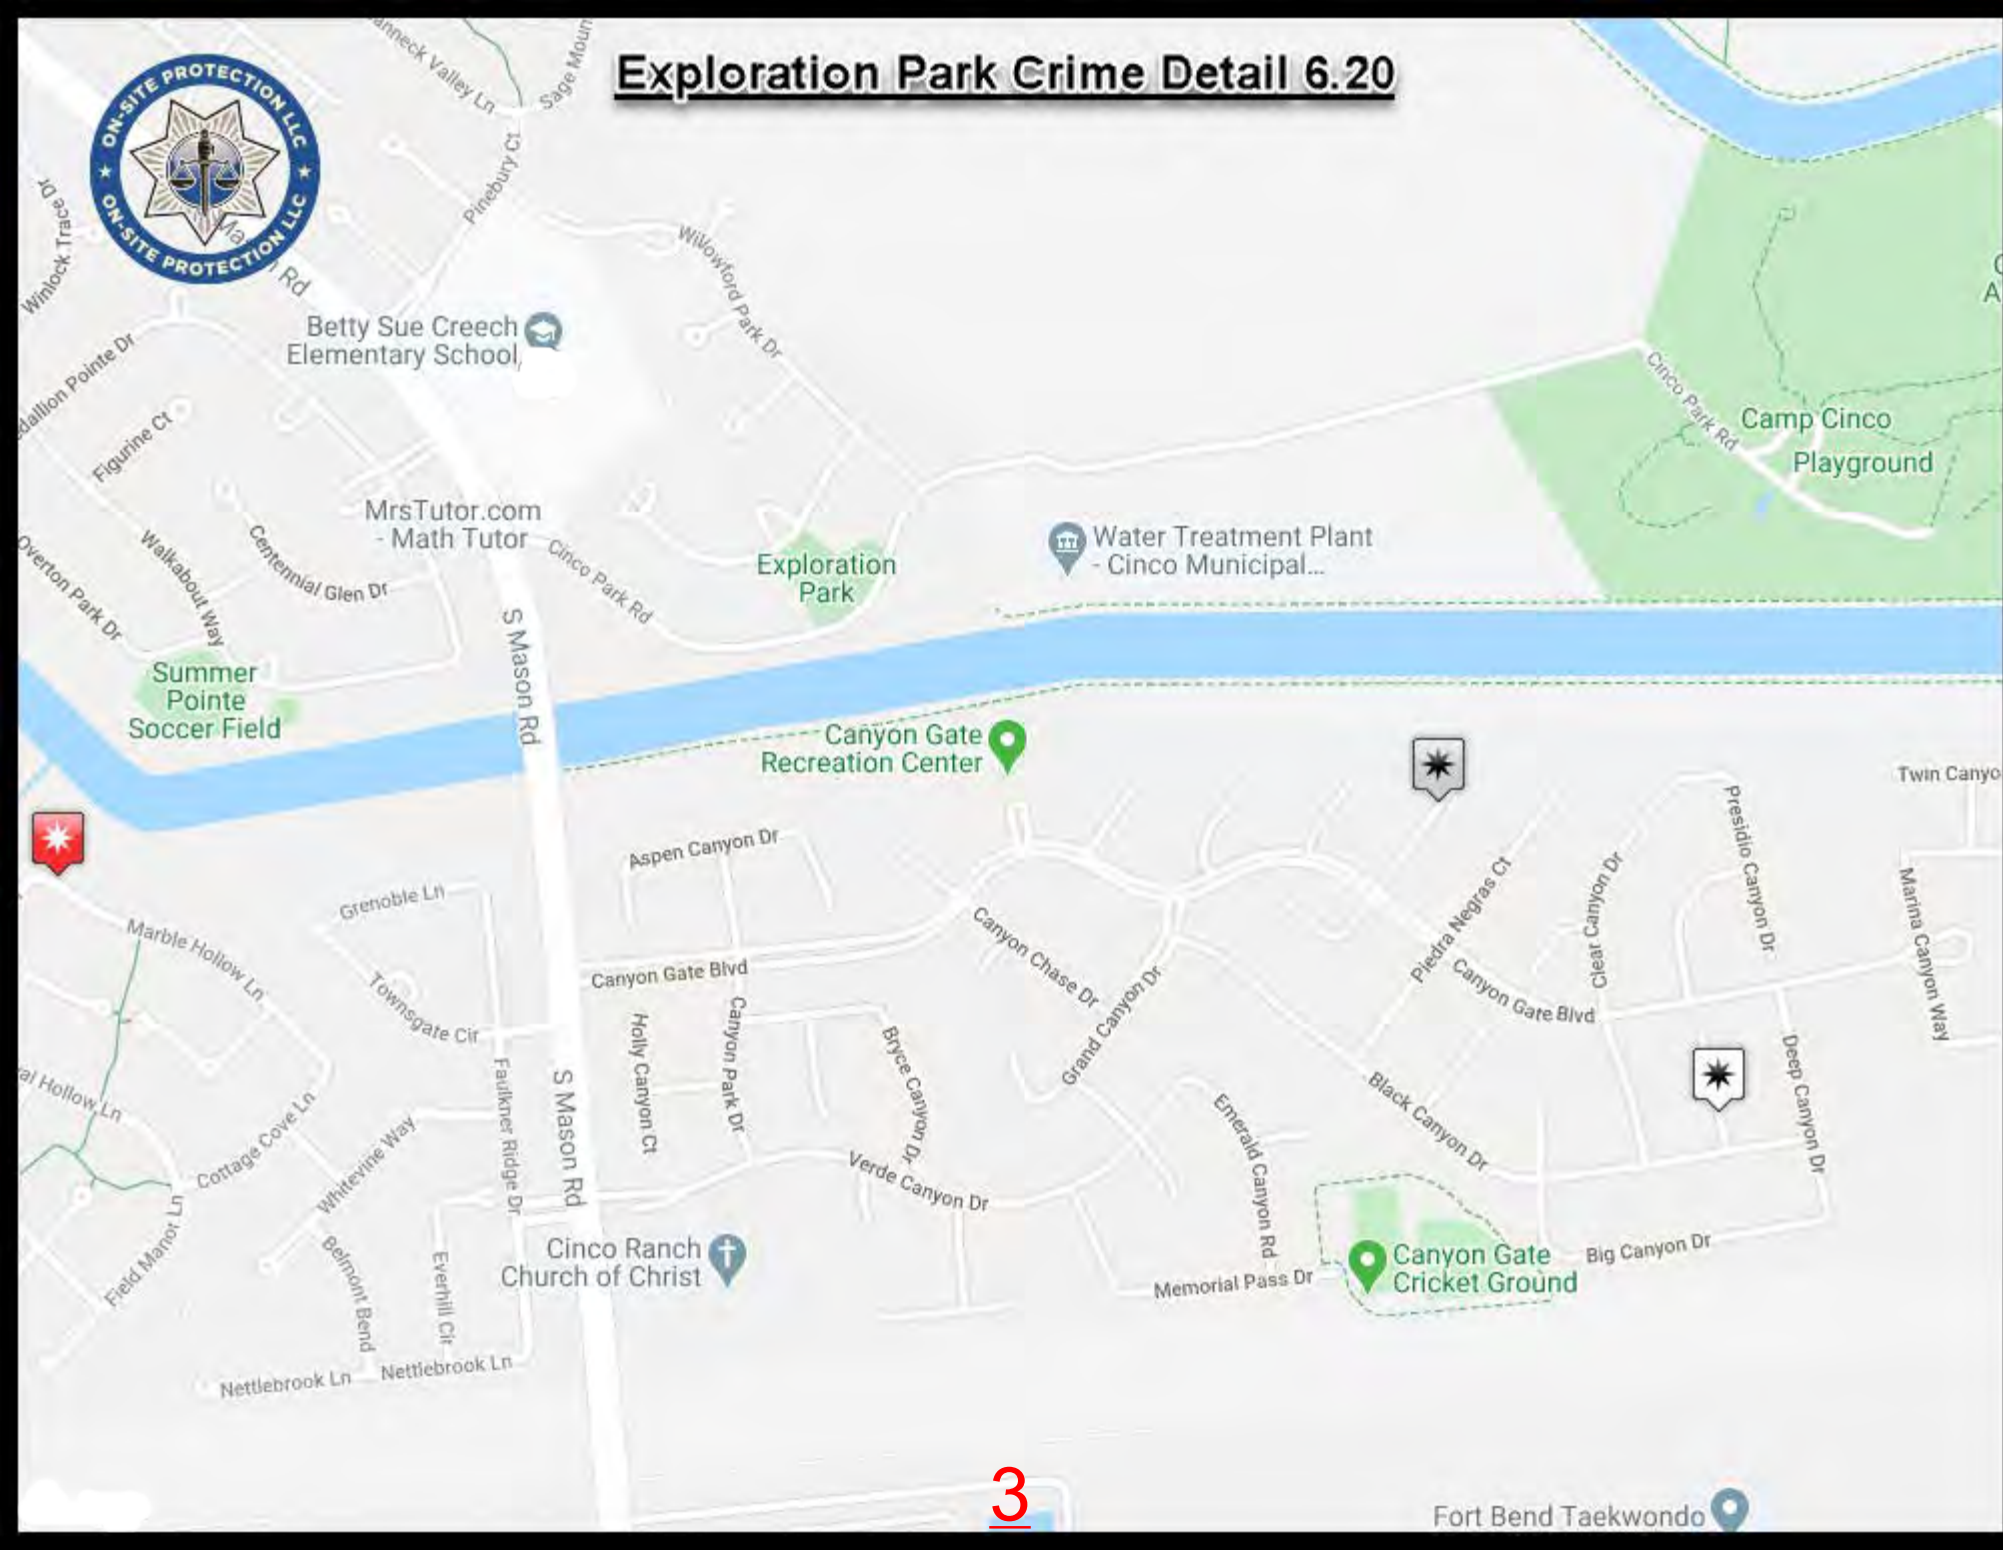 Exploration Park Crime Detail 6.20
ON-SITE PROTECTION LLC
ON-SITE PROTECTION LLC
anneck Valley Ln
Sage Moun
Pinebury Ct
Winlock Trace Dr
Ma
Rd
Willowford Park Dr
Betty Sue Creech
Elementary School,
edallion Pointe Dr
Figurine Ct
Cinco Park Rd
Camp Cinco
Playground
MrsTutor.com
- Math Tutor
Overton Park Dr
Walkabout Way
Centennial Glen Dr
Cinco Park Rd
Exploration
Park
Water Treatment Plant
- Cinco Municipal...
S Mason Rd
Summer
Pointe
Soccer Field
Canyon Gate
Recreation Center
Twin Canyo
Presidio Canyon Dr
Aspen Canyon Dr
Grenoble Ln
Piedra Negras Ct
Clear Canyon Dr
Marina Canyon Way
Marble Hollow Ln
Canyon Chase Dr
Canyon Gate Blvd
Canyon Gate Blvd
Townsgate Cir
Grand Canyon Dr
Holly Canyon Ct
Canyon Park Dr
Bryce Canyon Dr
Deep Canyon Dr
val Hollow Ln
Faulkner Ridge Dr
S Mason Rd
Black Canyon Dr
Emerald Canyon Rd
Cottage Cove Ln
Whitevine Way
Verde Canyon Dr
Field Manor Ln
Belmont Bend
Everhill Cir
Cinco Ranch
Church of Christ
Memorial Pass Dr
Canyon Gate
Cricket Ground
Big Canyon Dr
Nettlebrook Ln
Nettlebrook Ln
3
Fort Bend Taekwondo